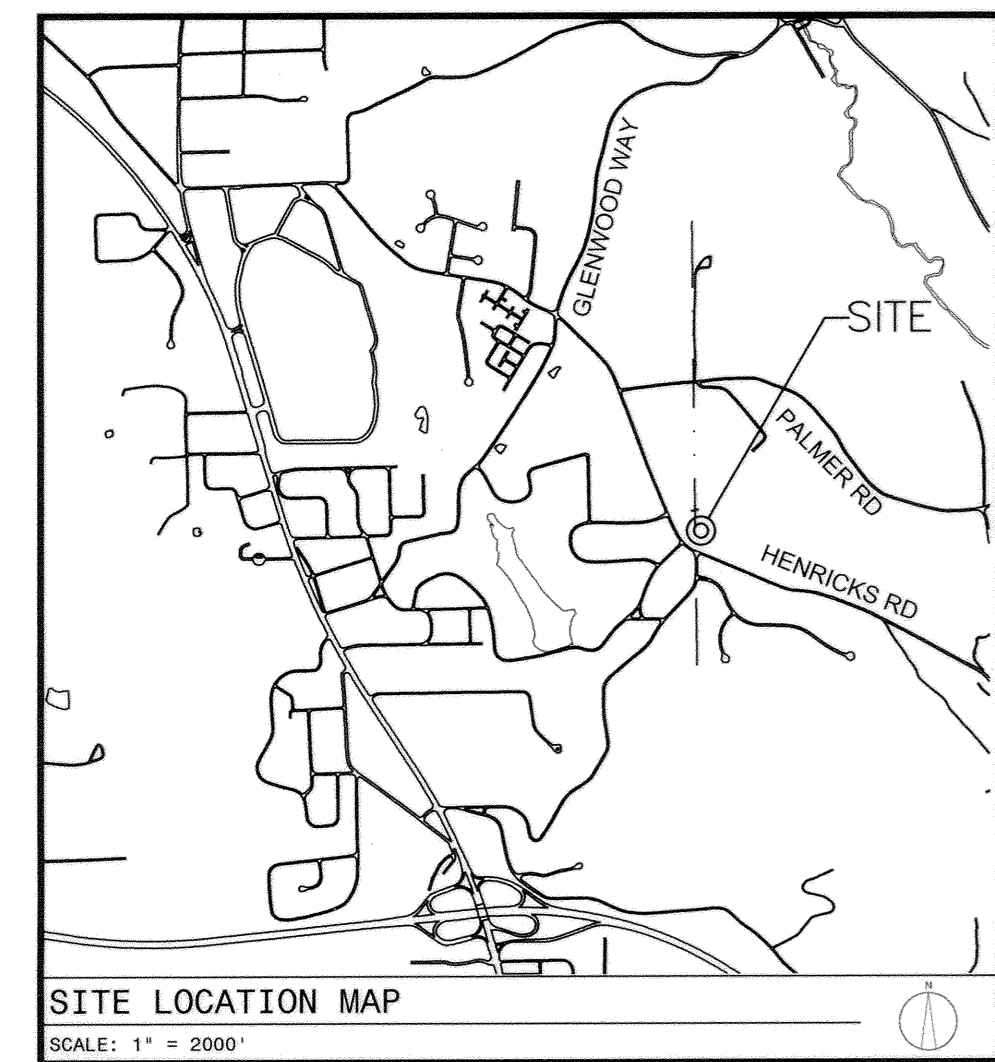 GLENWOOD WAY
SITE
PALMER RD
HENRICKS RD
SITE LOCATION MAP
N
SCALE: 1" = 2000'